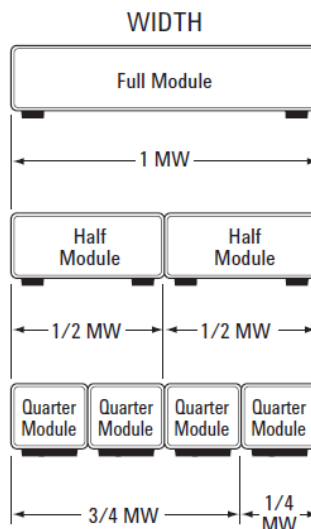 WIDTH
Full Module
1 MW
Half Half
Module Module
1/2 MW 1/2 MW
Quarter Quarter Quarter Quarter
Module Module Module Module
3/4 MW 1/4
MW